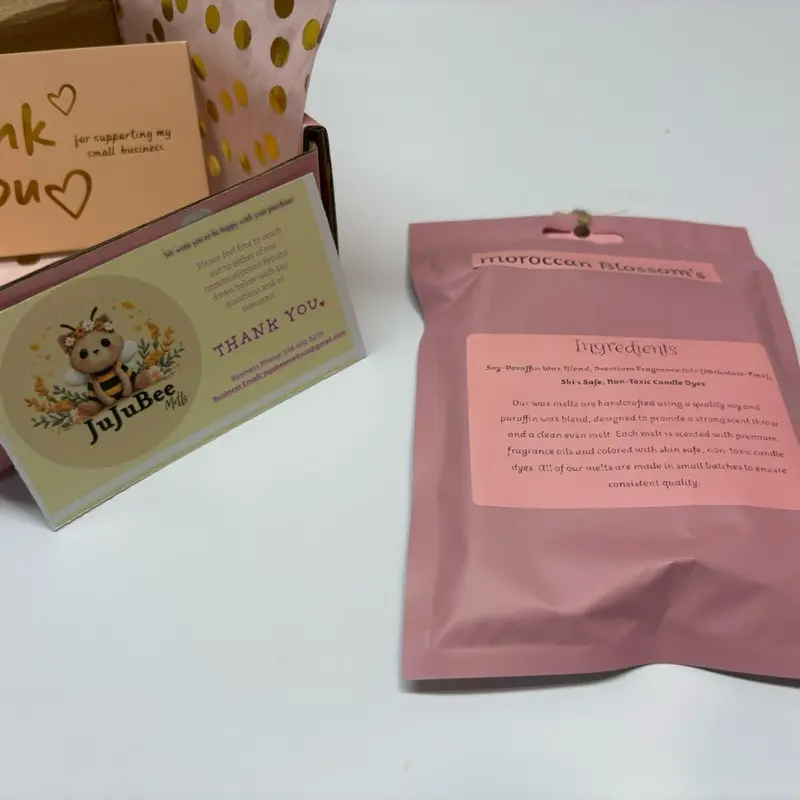 nk
ou
for supporting my
small business
We want you to be happy with your purchase!
Please feel free to reach
out to either of our
communication forums
down below with any
questions and or
concerns
THANK YOU
Business Phone:
Business Email:
JuJuBee
Melts
Moroccan Blossom's
Ingredients
Soy-Paraffin Wax Blend, Premium Fragrance Oils (Phthalate-Free),
Skin Safe, Non-Toxic Candle Dyes
Our wax melts are handcrafted using a quality soy and
paraffin wax blend, designed to provide a strong scent throw
and a clean even melt. Each melt is scented with premium
fragrance oils and colored with skin safe, non-toxic candle
dyes. All of our melts are made in small batches to ensure
consistent quality.